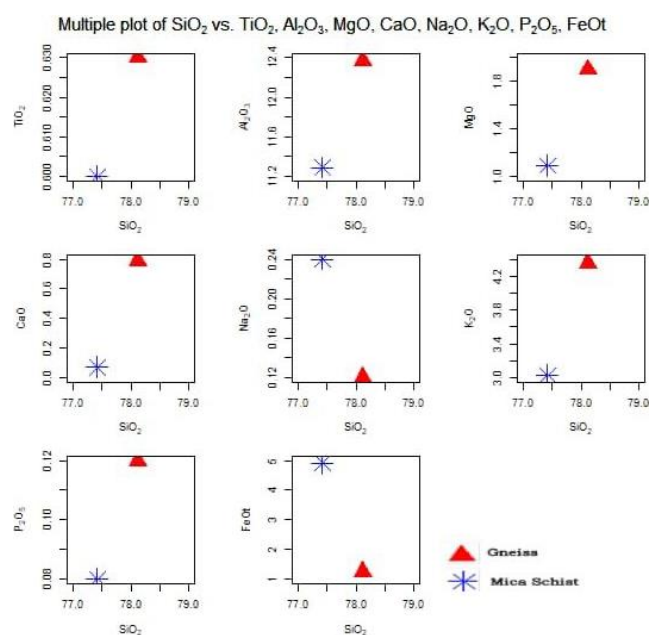 Multiple plot of SiO₂ vs. TiO₂, Al₂O₃, MgO, CaO, Na₂O, K₂O, P₂O₅, FeOt
TiO₂
0.630
0.620
0.610
0.600
77.0 78.0 79.0
SiO₂
Al₂O₃
12.4
12.0
11.6
11.2
77.0 78.0 79.0
SiO₂
MgO
1.8
1.4
1.0
77.0 78.0 79.0
SiO₂
CaO
0.8
0.6
0.4
0.2
0.0
77.0 78.0 79.0
SiO₂
Na₂O
0.24
0.20
0.16
0.12
77.0 78.0 79.0
SiO₂
K₂O
4.2
3.8
3.4
3.0
77.0 78.0 79.0
SiO₂
P₂O₅
0.12
0.10
0.08
77.0 78.0 79.0
SiO₂
FeOt
5
4
3
2
1
77.0 78.0 79.0
SiO₂
Gneiss
Mica Schist